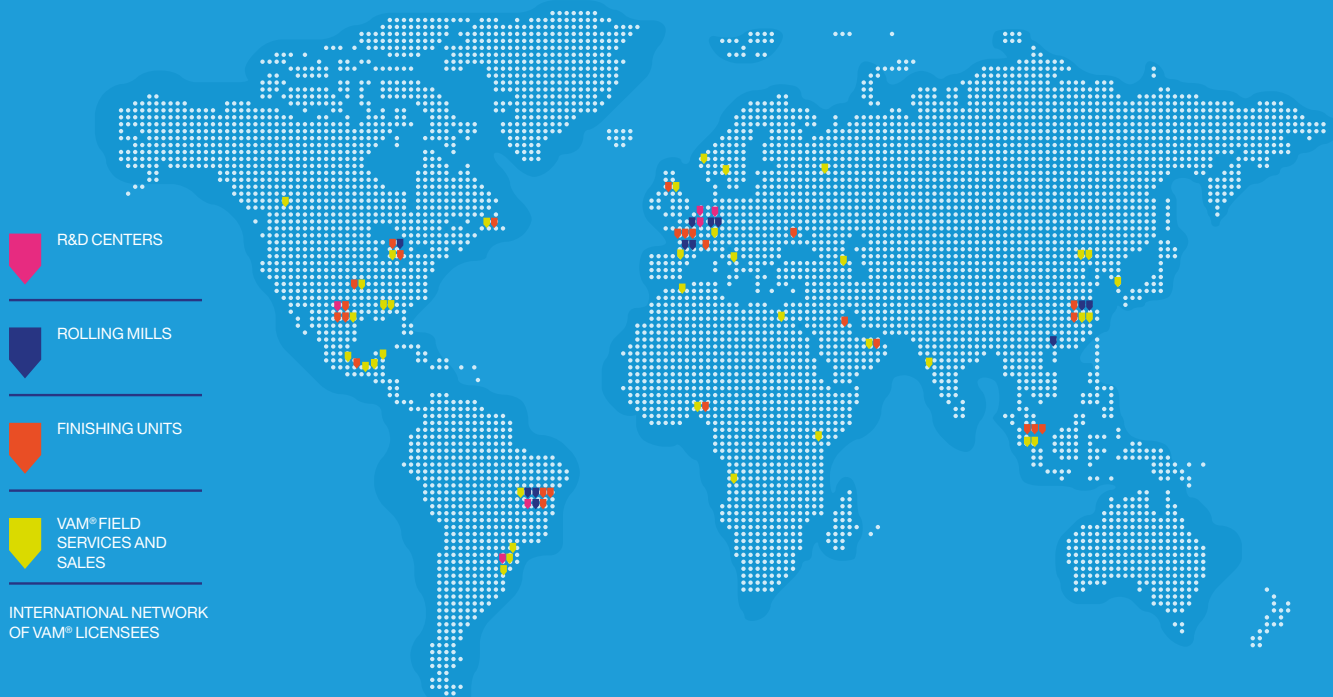 R&D CENTERS
ROLLING MILLS
FINISHING UNITS
VAM® FIELD
SERVICES AND
SALES
INTERNATIONAL NETWORK
OF VAM® LICENSEES